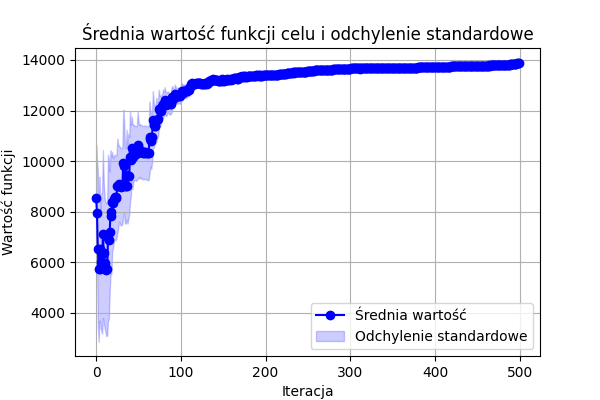 Średnia wartość funkcji celu i odchylenie standardowe
Wartość funkcji
14000
12000
10000
8000
6000
4000
Średnia wartość
Odchylenie standardowe
0 100 200 300 400 500
Iteracja